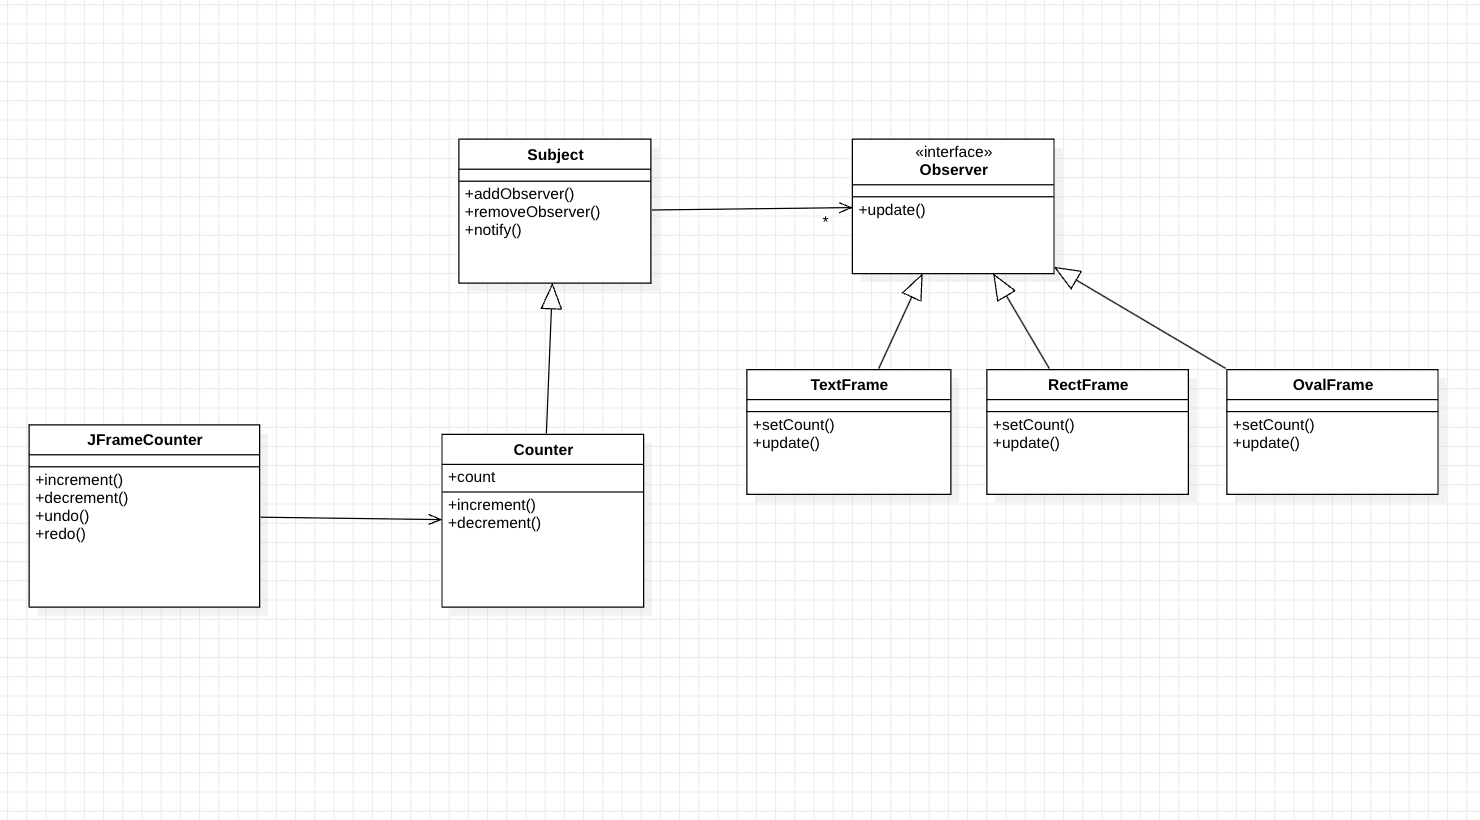 Subject
+addObserver()
+removeObserver()
+notify()
«interface»
Observer
+update()
*
TextFrame
+setCount()
+update()
RectFrame
+setCount()
+update()
OvalFrame
+setCount()
+update()
JFrameCounter
+increment()
+decrement()
+undo()
+redo()
Counter
+count
+increment()
+decrement()